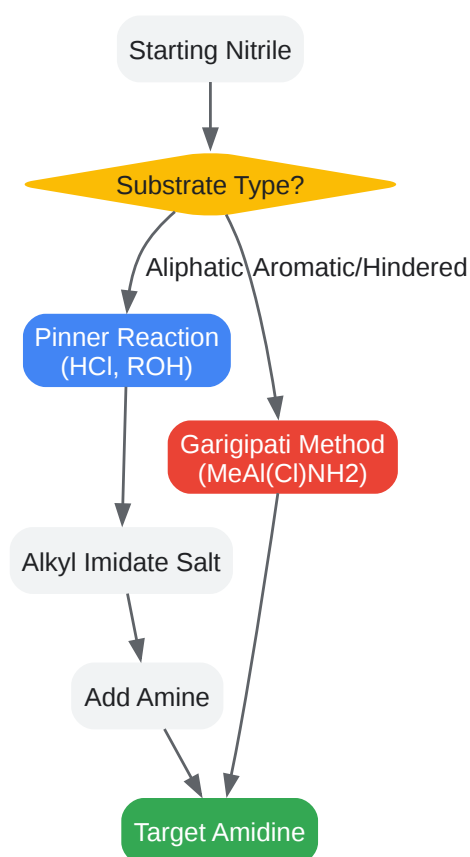 Starting Nitrile
Substrate Type?
Aliphatic
Aromatic/Hindered
Pinner Reaction
(HCl, ROH)
Garigipati Method
(MeAl(Cl)NH2)
Alkyl Imidate Salt
Add Amine
Target Amidine